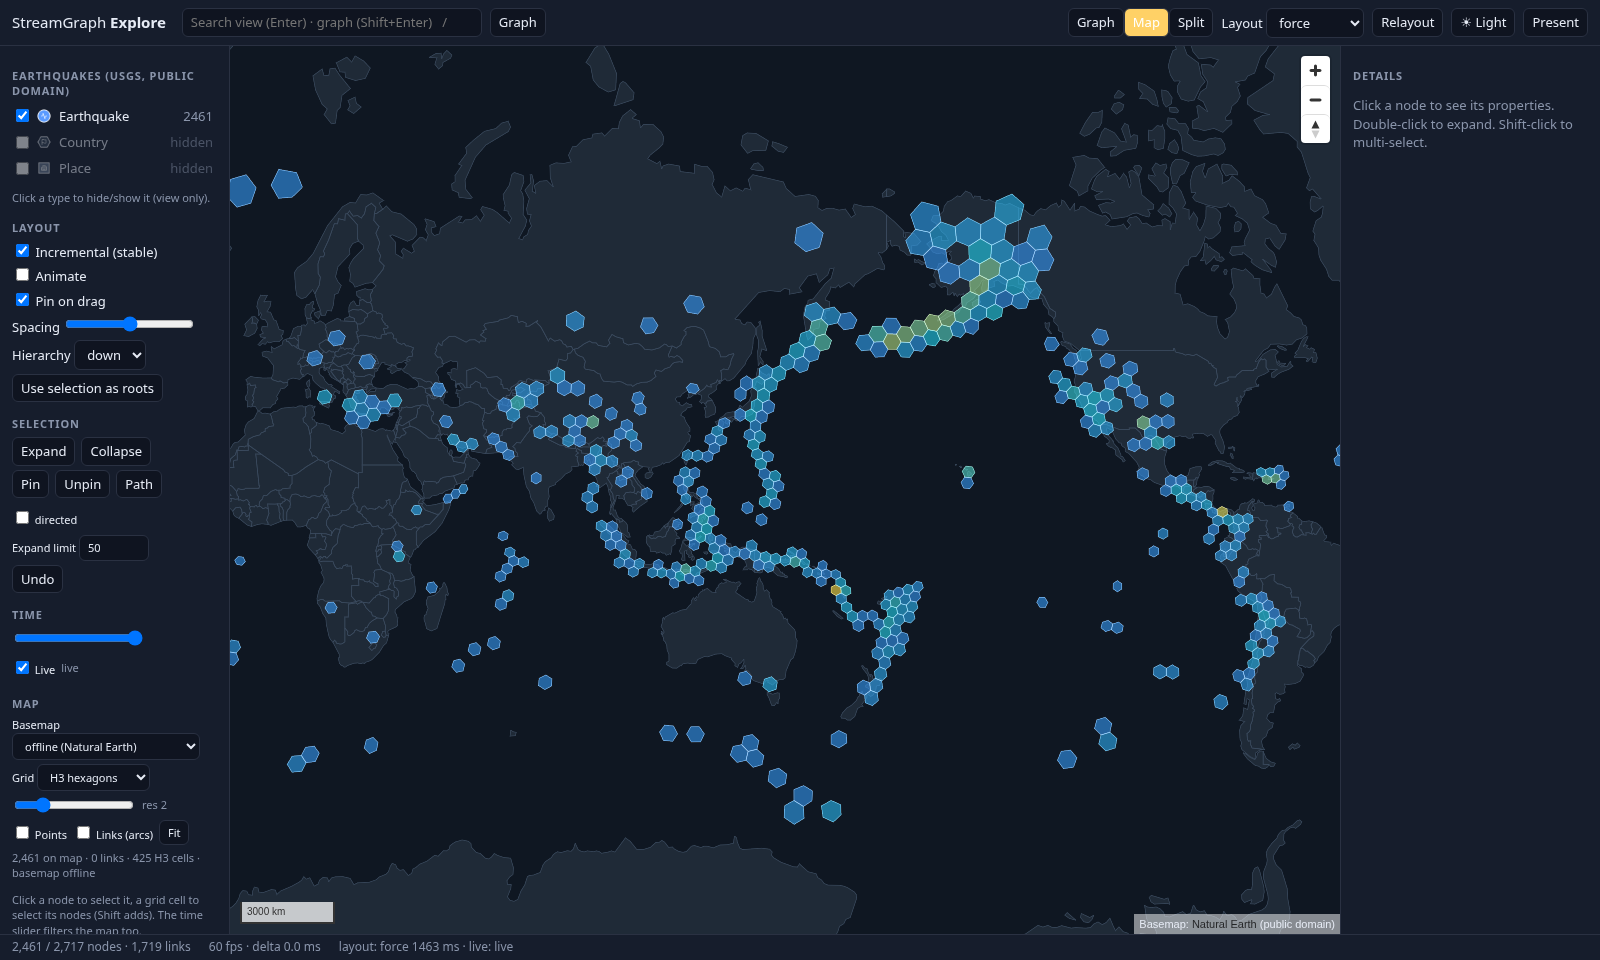 StreamGraph Explore
Search view (Enter) · graph (Shift+Enter) /
Graph
Graph
Map
Split
Layout
force
Relayout
☀ Light
Present
EARTHQUAKES (USGS, PUBLIC
DOMAIN)
Earthquake 2461
Country hidden
Place hidden
Click a type to hide/show it (view only).
LAYOUT
Incremental (stable)
Animate
Pin on drag
Spacing
Hierarchy down
Use selection as roots
SELECTION
Expand Collapse
Pin Unpin Path
directed
Expand limit 50
Undo
TIME
Live live
MAP
Basemap
offline (Natural Earth)
Grid H3 hexagons
res 2
Points Links (arcs) Fit
2,461 on map · 0 links · 425 H3 cells ·
basemap offline
Click a node to select it, a grid cell to
select its nodes (Shift adds). The time
slider filters the map too.
3000 km
Basemap: Natural Earth (public domain)
DETAILS
Click a node to see its properties.
Double-click to expand. Shift-click to
multi-select.
2,461 / 2,717 nodes · 1,719 links 60 fps · delta 0.0 ms layout: force 1463 ms · live: live